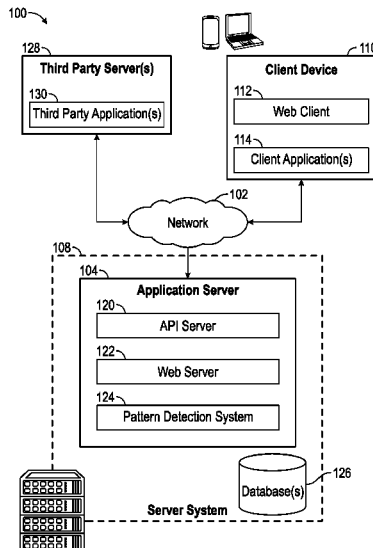 100
128
Third Party Server(s)
130
Third Party Application(s)
110
Client Device
112
Web Client
114
Client Application(s)
102
Network
108
104
Application Server
120
API Server
122
Web Server
124
Pattern Detection System
126
Database(s)
Server System